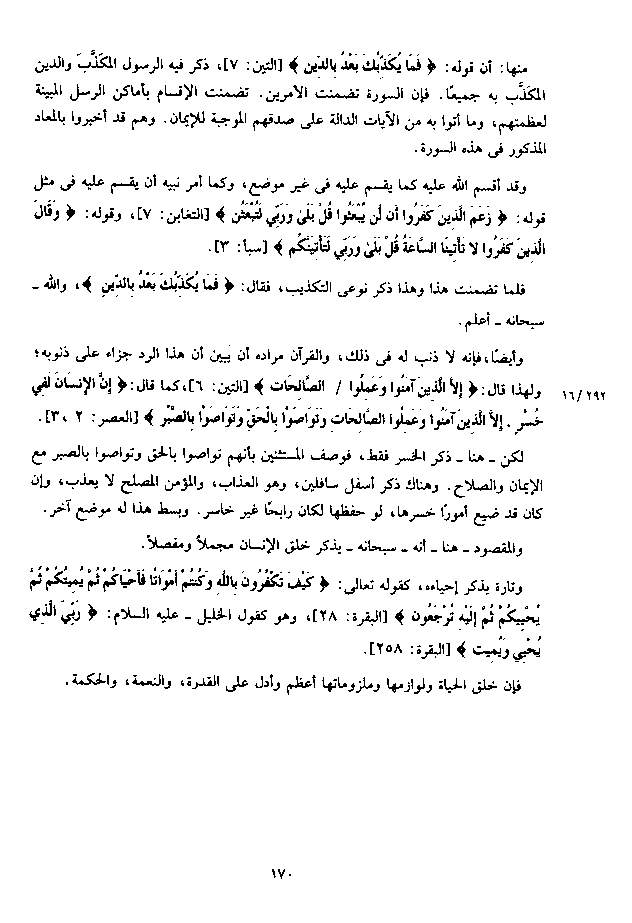 منها: أن قوله: ﴿ فَمَا يُكَذِّبُكَ بَعْدُ بِالدِّينِ ﴾ [التين: ٧]، ذكر فيه الرسول المكَذَّبَ والدين
المكَذَّب به جميعًا. فإن السورة تضمنت الأمرين. تضمنت الإقسام بأماكن الرسل المبينة
لعظمتهم، وما أتوا به من الآيات الدالة على صدقهم الموجبة للإيمان. وهم قد أخبروا بالمعاد
المذكور فى هذه السورة.
وقد أقسم الله عليه كما يقسم عليه فى غير موضع، وكما أمر نبيه أن يقسم عليه فى مثل
قوله: ﴿ زَعَمَ الَّذِينَ كَفَرُوا أَن لَّن يُبْعَثُوا قُلْ بَلَىٰ وَرَبِّي لَتُبْعَثُنَّ ﴾ [التغابن: ٧]، وقوله: ﴿ وَقَالَ
الَّذِينَ كَفَرُوا لا تَأْتِينَا السَّاعَةُ قُلْ بَلَىٰ وَرَبِّي لَتَأْتِيَنَّكُمْ ﴾ [سبأ: ٣].
فلما تضمنت هذا وهذا ذكر نوعى التكذيب، فقال: ﴿ فَمَا يُكَذِّبُكَ بَعْدُ بِالدِّينِ ﴾، والله ـ
سبحانه ـ أعلم.
وأيضًا، فإنه لا ذنب له فى ذلك، والقرآن مراده أن يبين أن هذا الرد جزاء على ذنوبه؛
ولهذا قال: ﴿ إِلاَّ الَّذِينَ آمَنُوا وَعَمِلُوا / الصَّالِحَات ﴾ [التين: ٦]، كما قال: ﴿ إِنَّ الإِنسَانَ لَفِي
١٦/٢٩٢
خُسْرٍ . إِلاَّ الَّذِينَ آمَنُوا وَعَمِلُوا الصَّالِحَاتِ وَتَوَاصَوْا بِالْحَقِّ وَتَوَاصَوْا بِالصَّبْرِ ﴾ [العصر: ٢ ،٣].
لكن ـ هنا ـ ذكر الخسر فقط، فوصف المستثنين بأنهم تواصوا بالحق وتواصوا بالصبر مع
الإيمان والصلاح. وهناك ذكر أسفل سافلين، وهو العذاب، والمؤمن المصلح لا يعذب، وإن
كان قد ضيع أمورًا خسرها، لو حفظها لكان رابحًا غير خاسر. وبسط هذا له موضع آخر.
والمقصود ـ هنا ـ أنه ـ سبحانه ـ يذكر خلق الإنسان مجملاً ومفصلاً.
وتارة يذكر إحياءه، كقوله تعالى: ﴿ كَيْفَ تَكْفُرُونَ بِاللَّهِ وَكُنتُمْ أَمْوَاتًا فَأَحْيَاكُمْ ثُمَّ يُمِيتُكُمْ ثُمَّ
يُحْيِيكُمْ ثُمَّ إِلَيْهِ تُرْجَعُونَ ﴾ [البقرة: ٢٨]، وهو كقول الخليل ـ عليه السلام: ﴿ رَبِّيَ الَّذِي
يُحْيِي وَيُمِيت ﴾ [البقرة: ٢٥٨].
فإن خلق الحياة ولوازمها وملزوماتها أعظم وأدل على القدرة، والنعمة، والحكمة.
١٧٠